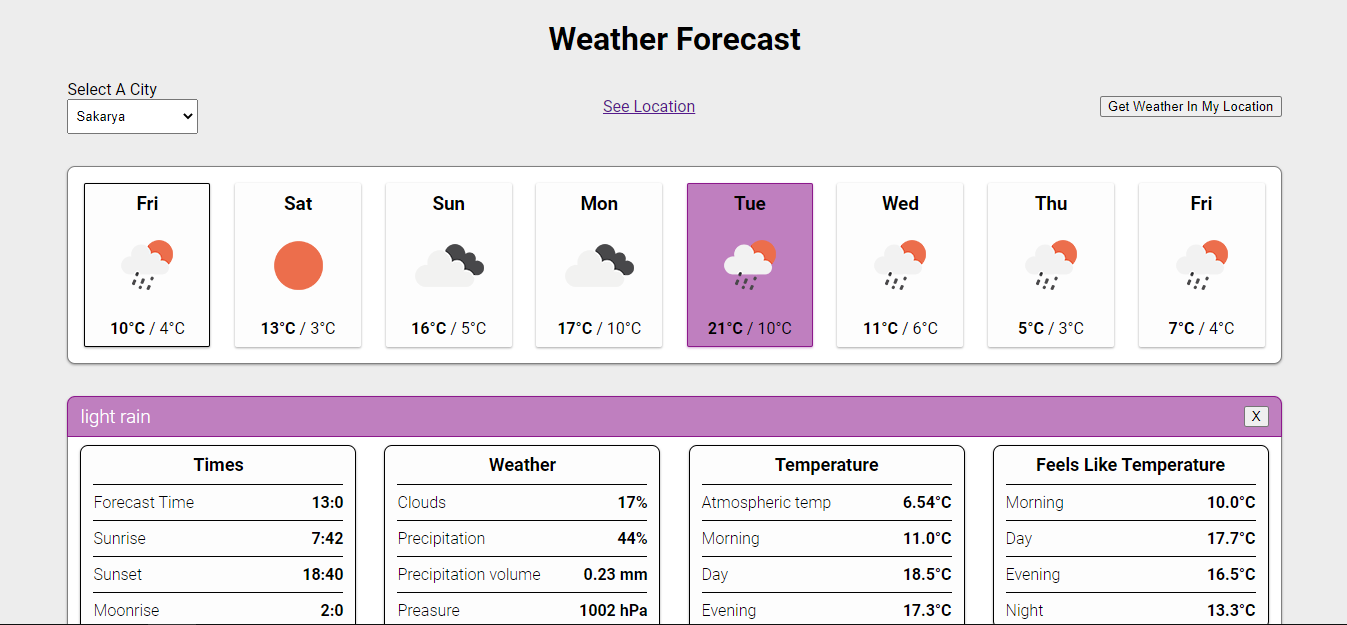 Weather Forecast
Select A City
Sakarya
See Location
Get Weather In My Location
Fri Sat Sun Mon Tue Wed Thu Fri
10°C / 4°C 13°C / 3°C 16°C / 5°C 17°C / 10°C 21°C / 10°C 11°C / 6°C 5°C / 3°C 7°C / 4°C
light rain X
Times
Forecast Time 13:0
Sunrise 7:42
Sunset 18:40
Moonrise 2:0
Weather
Clouds 17%
Precipitation 44%
Precipitation volume 0.23 mm
Preasure 1002 hPa
Temperature
Atmospheric temp 6.54°C
Morning 11.0°C
Day 18.5°C
Evening 17.3°C
Feels Like Temperature
Morning 10.0°C
Day 17.7°C
Evening 16.5°C
Night 13.3°C